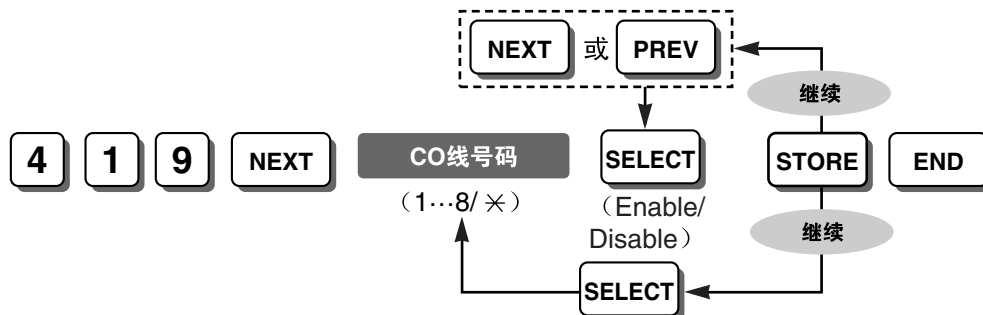 NEXT 或 PREV
继续
4 1 9 NEXT CO线号码 SELECT STORE END
(1…8/ ✳)
(Enable/
Disable)
继续
SELECT